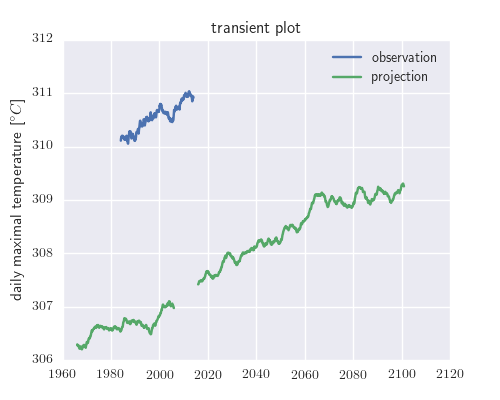 transient plot
312
311
310
309
308
307
306
daily maximal temperature [°C]
observation
projection
1960 1980 2000 2020 2040 2060 2080 2100 2120